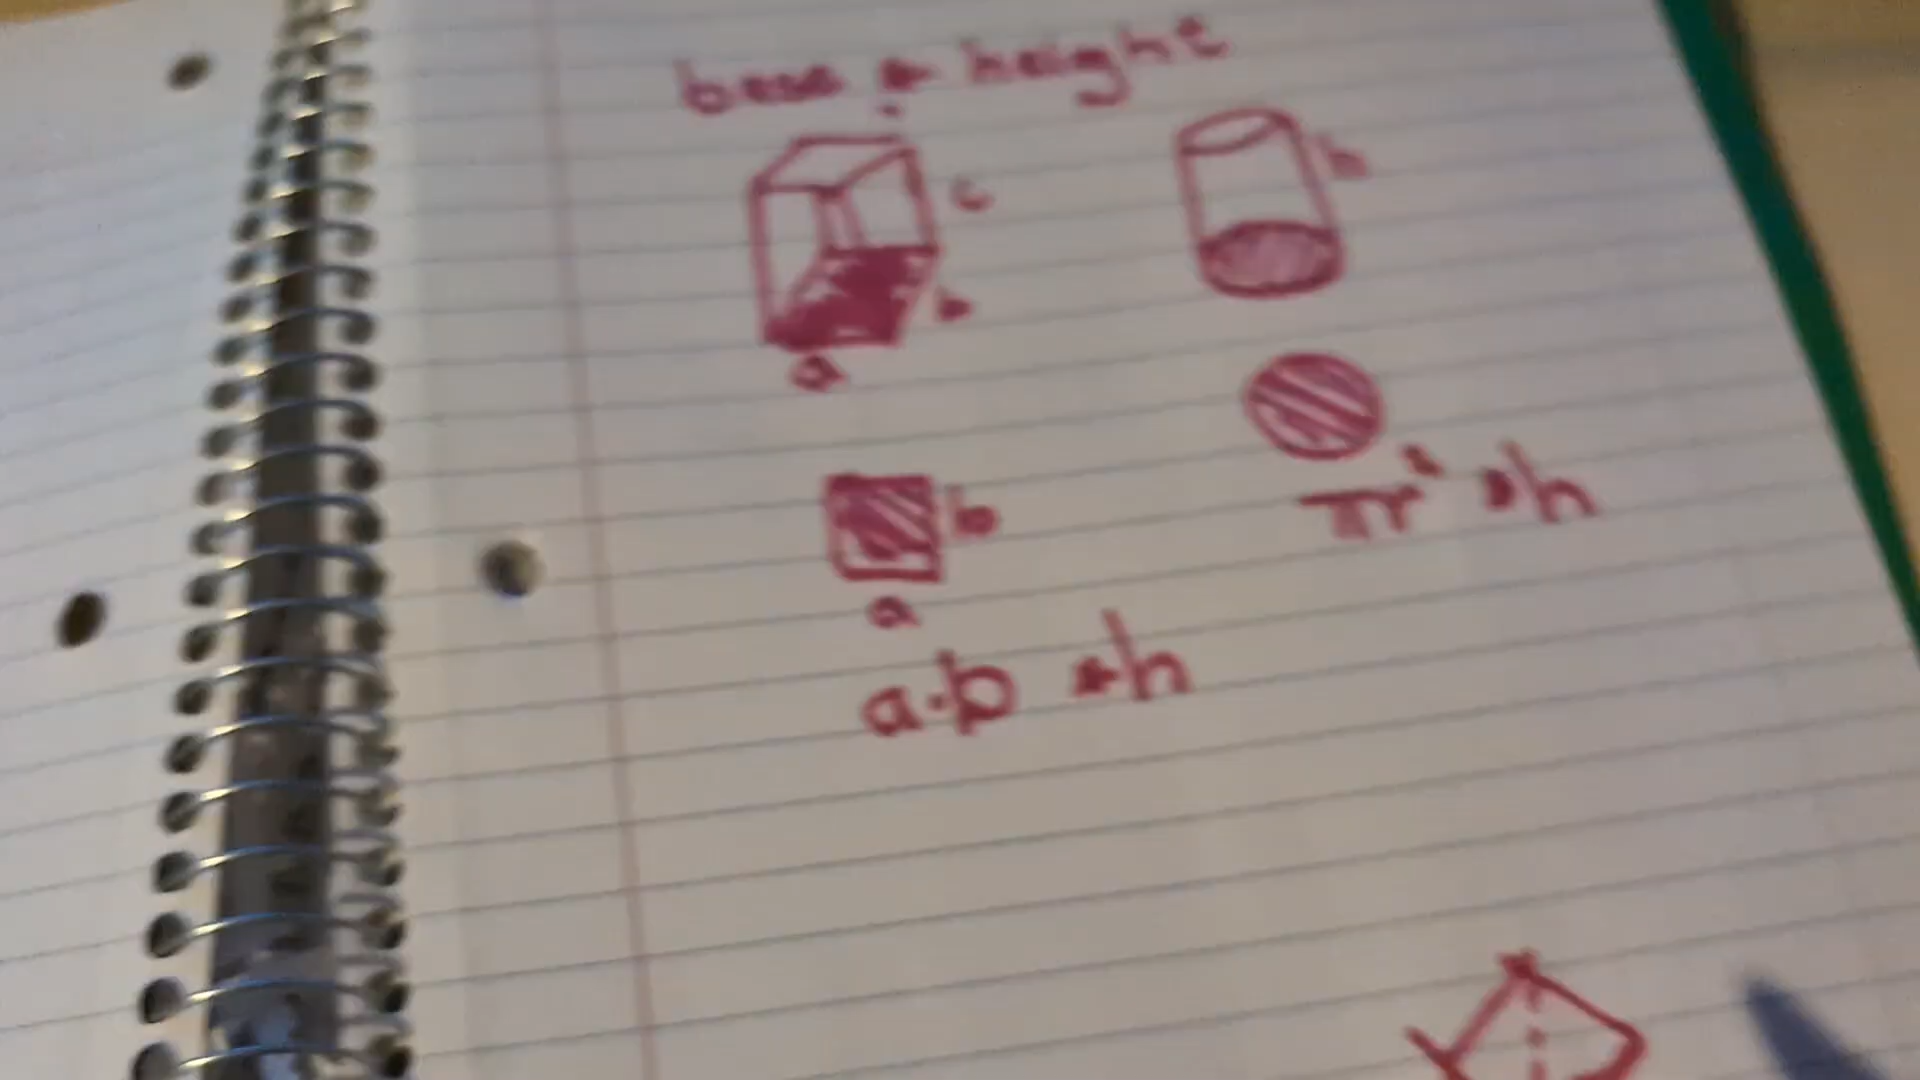 base * height
c
h
b
a
b
πr² * h
a
a·b * h